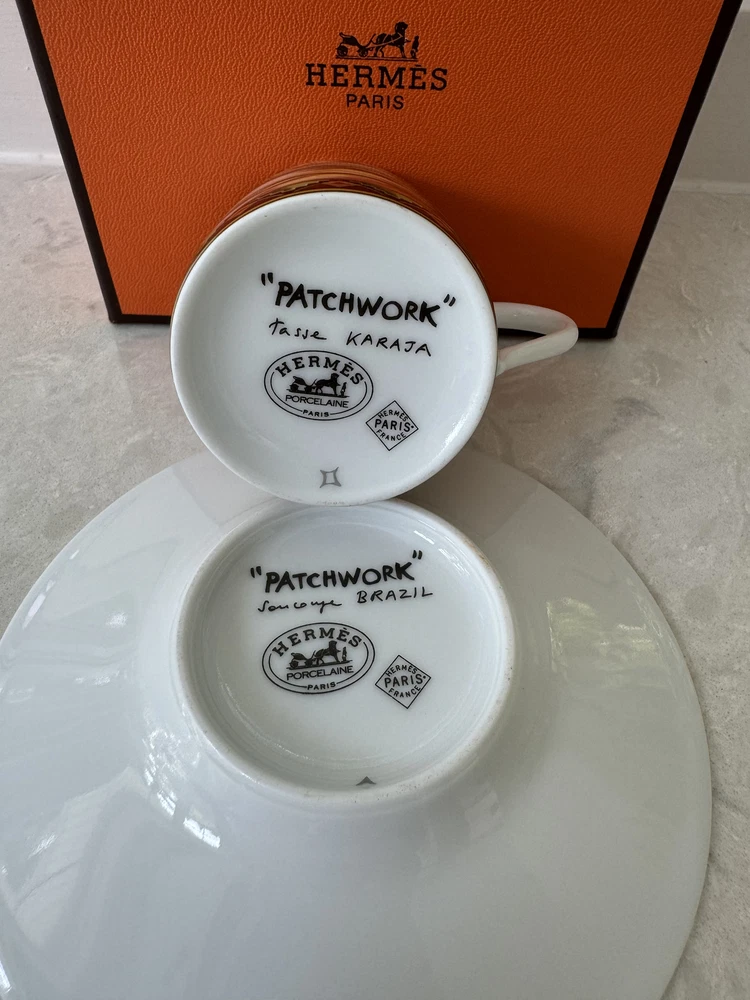 HERMÈS
PARIS
"PATCHWORK"
tasse KARAJA
HERMÈS
PORCELAINE
PARIS
HERMÈS
PARIS
FRANCE
"PATCHWORK"
soucoupe BRAZIL
HERMÈS
PORCELAINE
PARIS
HERMÈS
PARIS
FRANCE